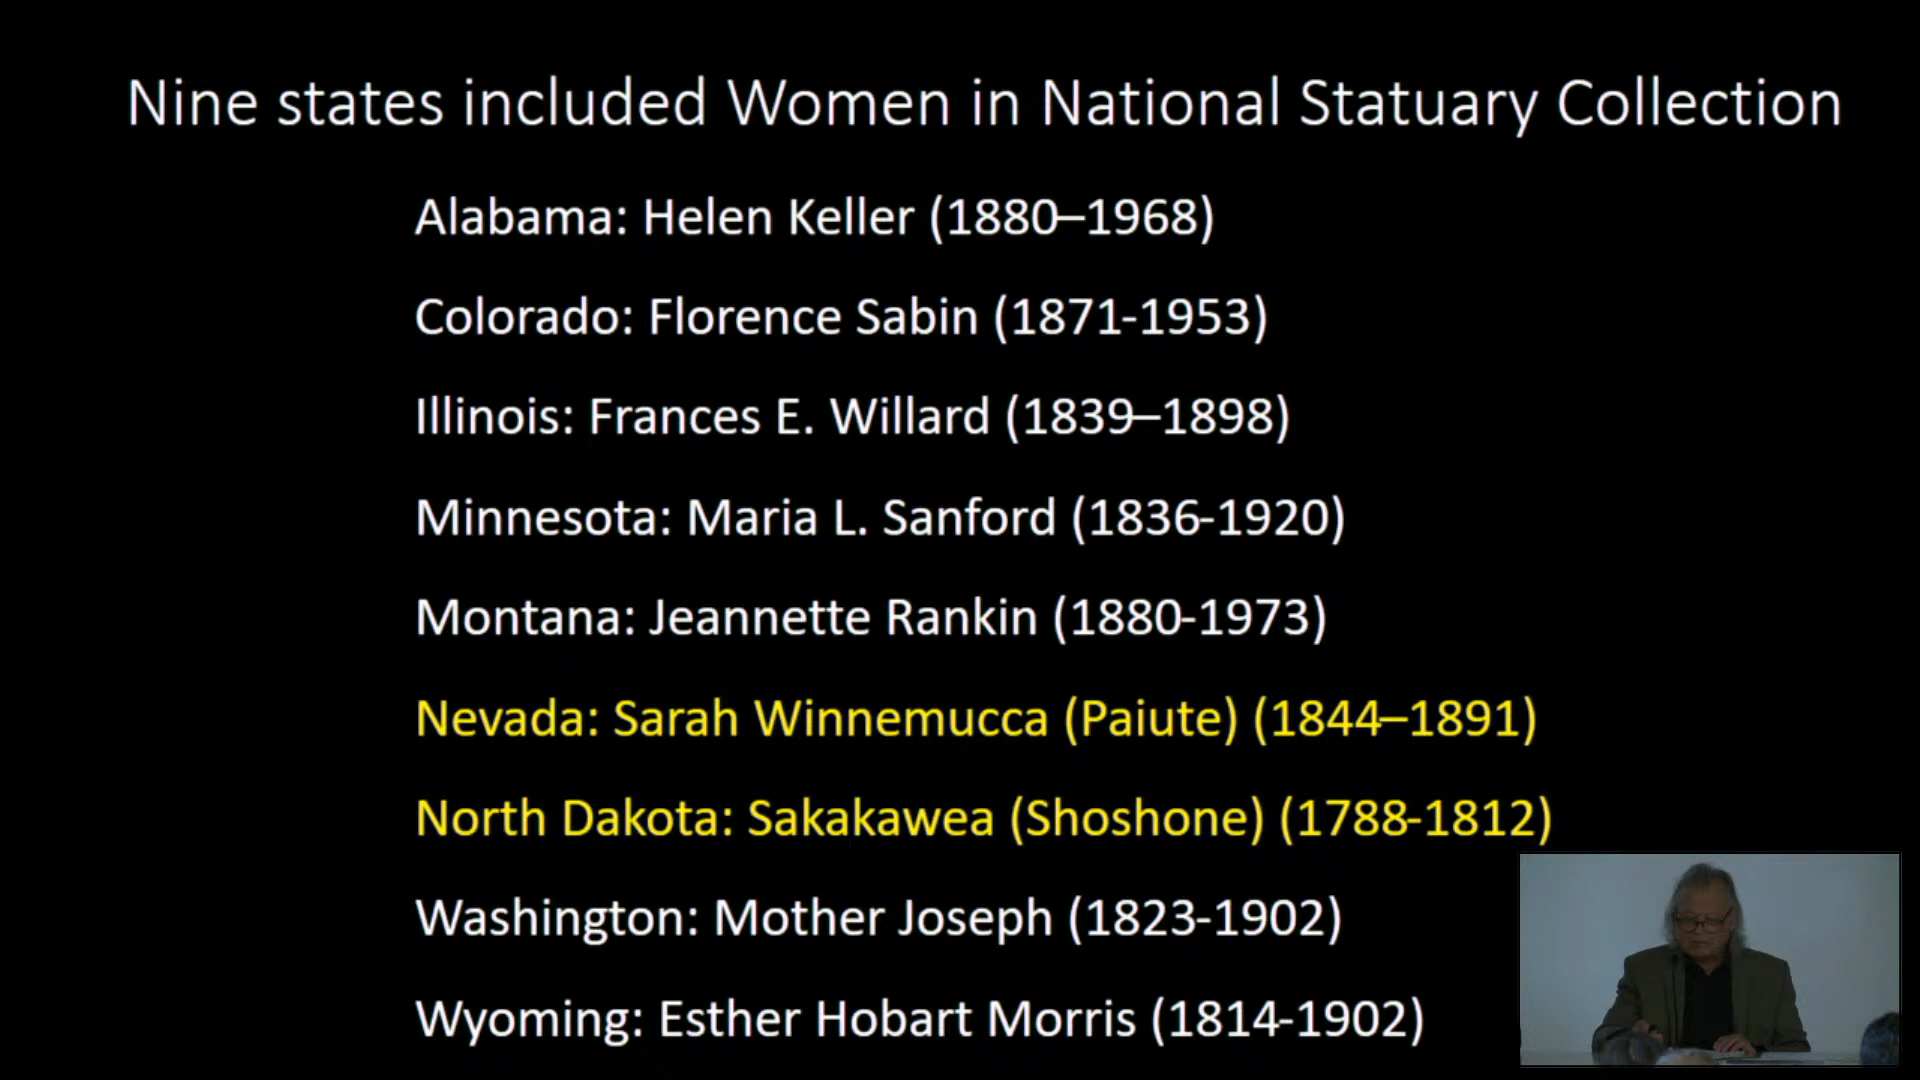 Nine states included Women in National Statuary Collection
Alabama: Helen Keller (1880–1968)
Colorado: Florence Sabin (1871-1953)
Illinois: Frances E. Willard (1839–1898)
Minnesota: Maria L. Sanford (1836-1920)
Montana: Jeannette Rankin (1880-1973)
Nevada: Sarah Winnemucca (Paiute) (1844–1891)
North Dakota: Sakakawea (Shoshone) (1788-1812)
Washington: Mother Joseph (1823-1902)
Wyoming: Esther Hobart Morris (1814-1902)